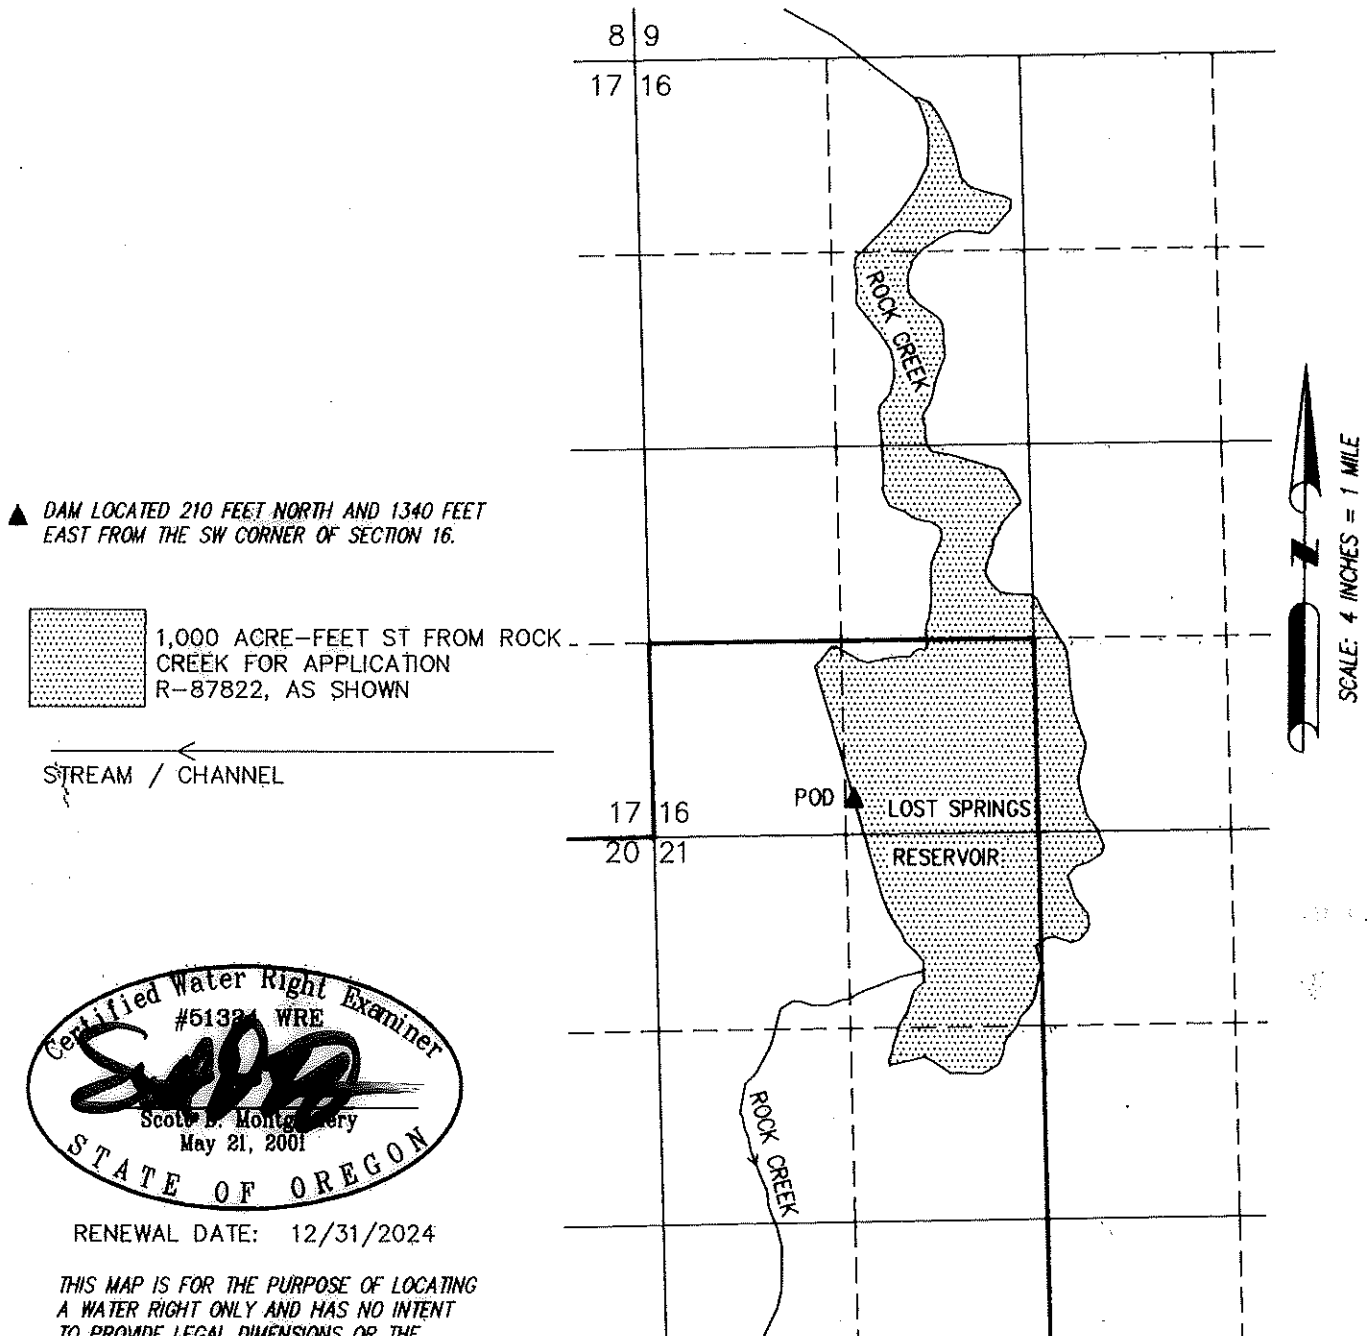 8 9
17 16
ROCK CREEK
▲ DAM LOCATED 210 FEET NORTH AND 1340 FEET
EAST FROM THE SW CORNER OF SECTION 16.
1,000 ACRE-FEET ST FROM ROCK
CREEK FOR APPLICATION
R-87822, AS SHOWN
STREAM / CHANNEL
N
SCALE: 4 INCHES = 1 MILE
POD
LOST SPRINGS
RESERVOIR
17 16
20 21
Certified Water Right Examiner
WRE
May 21, 2001
STATE OF OREGON
RENEWAL DATE: 12/31/2024
ROCK CREEK
THIS MAP IS FOR THE PURPOSE OF LOCATING
A WATER RIGHT ONLY AND HAS NO INTENT
TO PROVIDE LEGAL DIMENSIONS OR THE